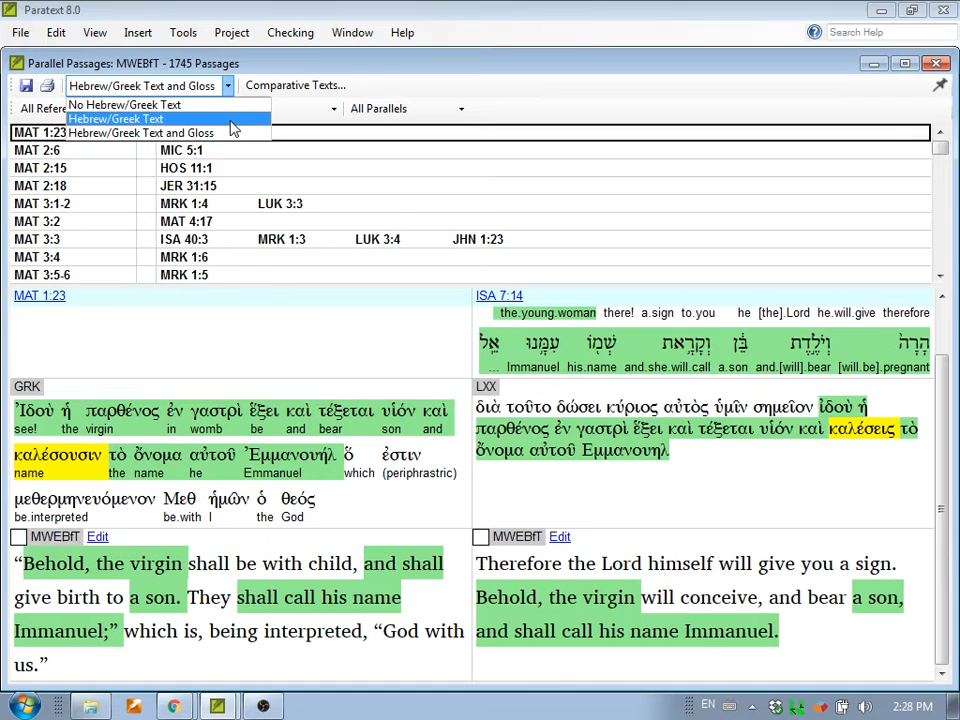 Paratext 8.0
File Edit View Insert Tools Project Checking Window Help
Search Help
Parallel Passages: MWEBfT - 1745 Passages
Hebrew/Greek Text and Gloss Comparative Texts...
All Refere All Parallels
No Hebrew/Greek Text
Hebrew/Greek Text
Hebrew/Greek Text and Gloss
MAT 1:23
MAT 2:6 MIC 5:1
MAT 2:15 HOS 11:1
MAT 2:18 JER 31:15
MAT 3:1-2 MRK 1:4 LUK 3:3
MAT 3:2 MAT 4:17
MAT 3:3 ISA 40:3 MRK 1:3 LUK 3:4 JHN 1:23
MAT 3:4 MRK 1:6
MAT 3:5-6 MRK 1:5
MAT 1:23
GRK
Ἰδοὺ ἡ παρθένος ἐν γαστρὶ ἕξει καὶ τέξεται υἱόν καὶ
see! the virgin in womb be and bear son and
καλέσουσιν τὸ ὄνομα αὐτοῦ Ἐμμανουήλ ὅ ἐστιν
name the name he Emmanuel which (periphrastic)
μεθερμηνευόμενον Μεθ ἡμῶν ὁ θεός
be.interpreted be.with I the God
MWEBfT Edit
“Behold, the virgin shall be with child, and shall
give birth to a son. They shall call his name
Immanuel;” which is, being interpreted, “God with
us.”
ISA 7:14
the.young.woman there! a.sign to.you he [the].Lord he.will.give therefore
הָרָה֙ וְיֹלֶ֣דֶת בֵּ֔ן וְקָרָ֥את שְׁמ֖וֹ עִמָּ֥נוּ אֵֽל
... Immanuel his.name and.she.will.call a.son and.[will].bear [will.be].pregnant
LXX
διὰ τοῦτο δώσει κύριος αὐτὸς ὑμῖν σημεῖον ἰδοὺ ἡ
παρθένος ἐν γαστρὶ ἕξει καὶ τέξεται υἱόν καὶ καλέσεις τὸ
ὄνομα αὐτοῦ Εμμανουηλ
MWEBfT Edit
Therefore the Lord himself will give you a sign.
Behold, the virgin will conceive, and bear a son,
and shall call his name Immanuel.
EN 2:28 PM